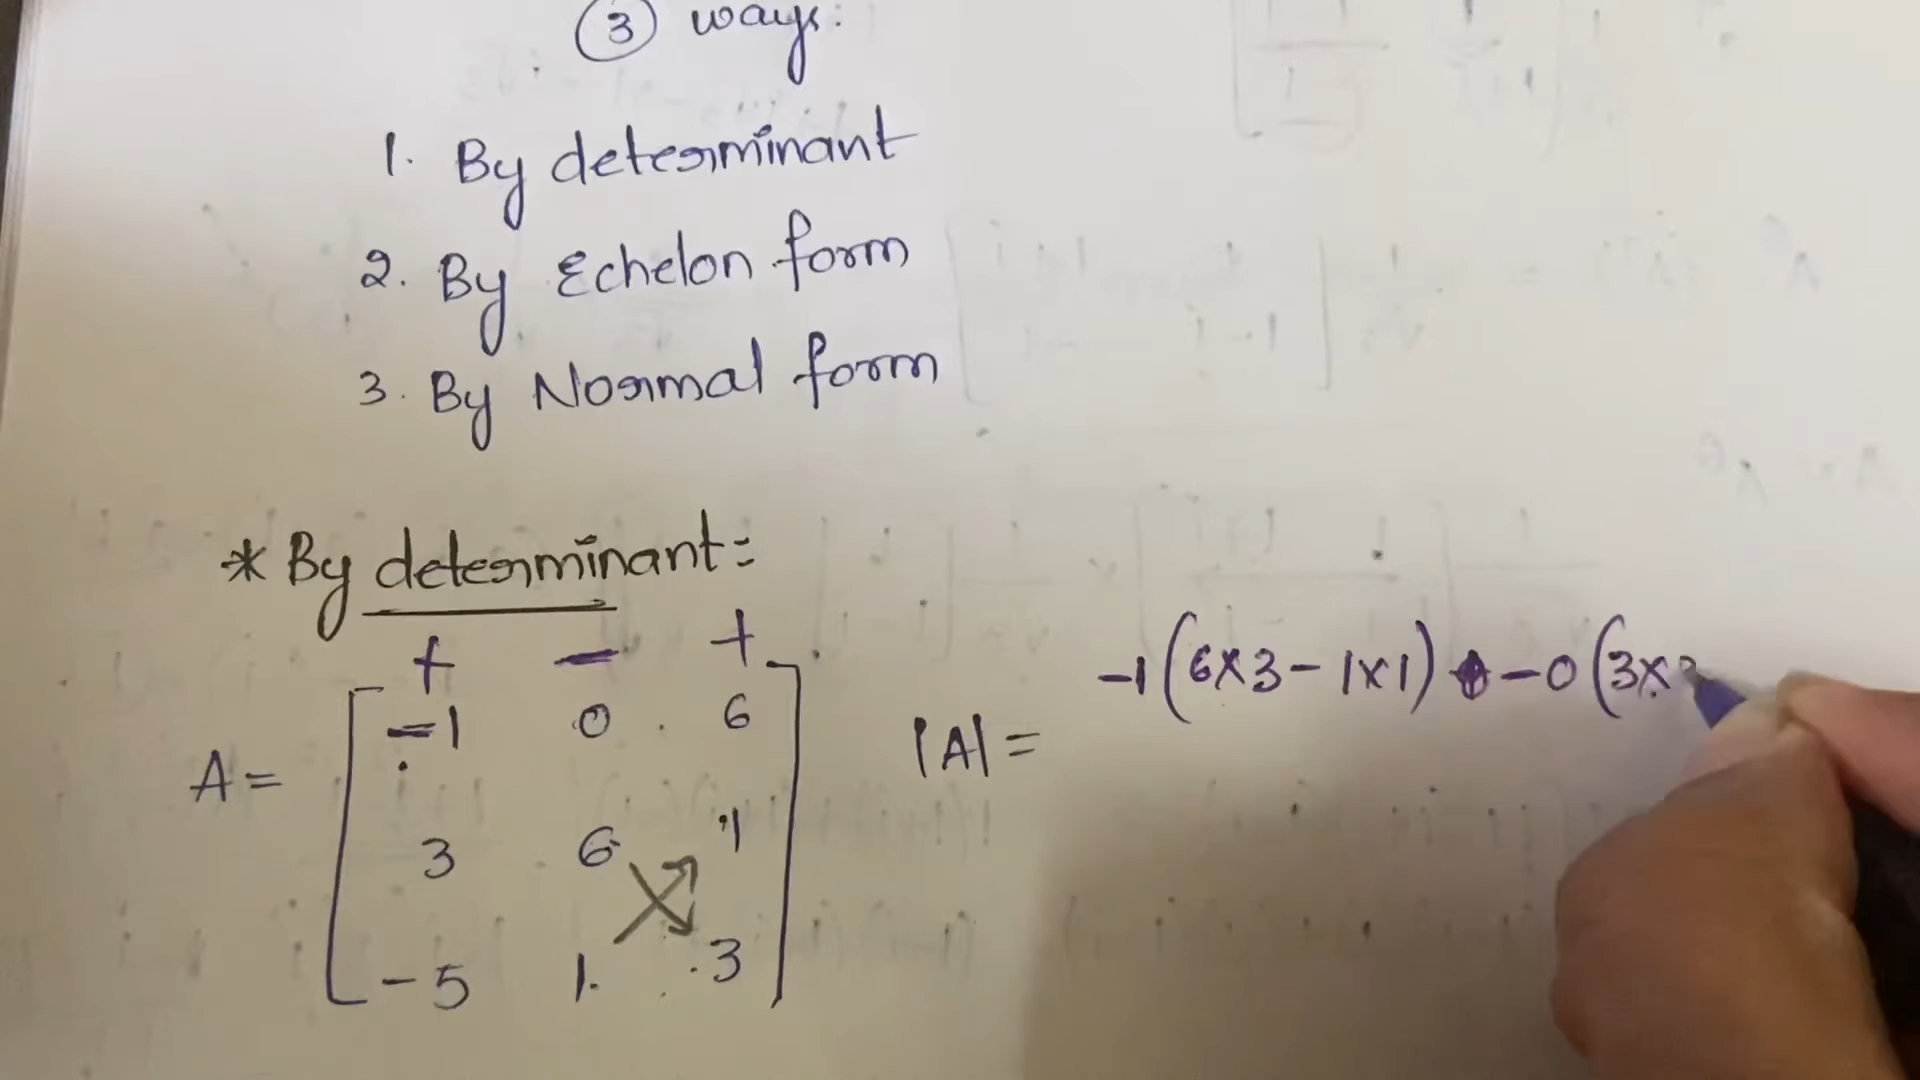 ③ ways:
1. By determinant
2. By Echelon form
3. By Normal form
* By determinant:
+ − +
A = [ -1 0 6
3 6 1
-5 1 3 ]
|A| = -1 (6×3 - 1×1) - 0 (3×